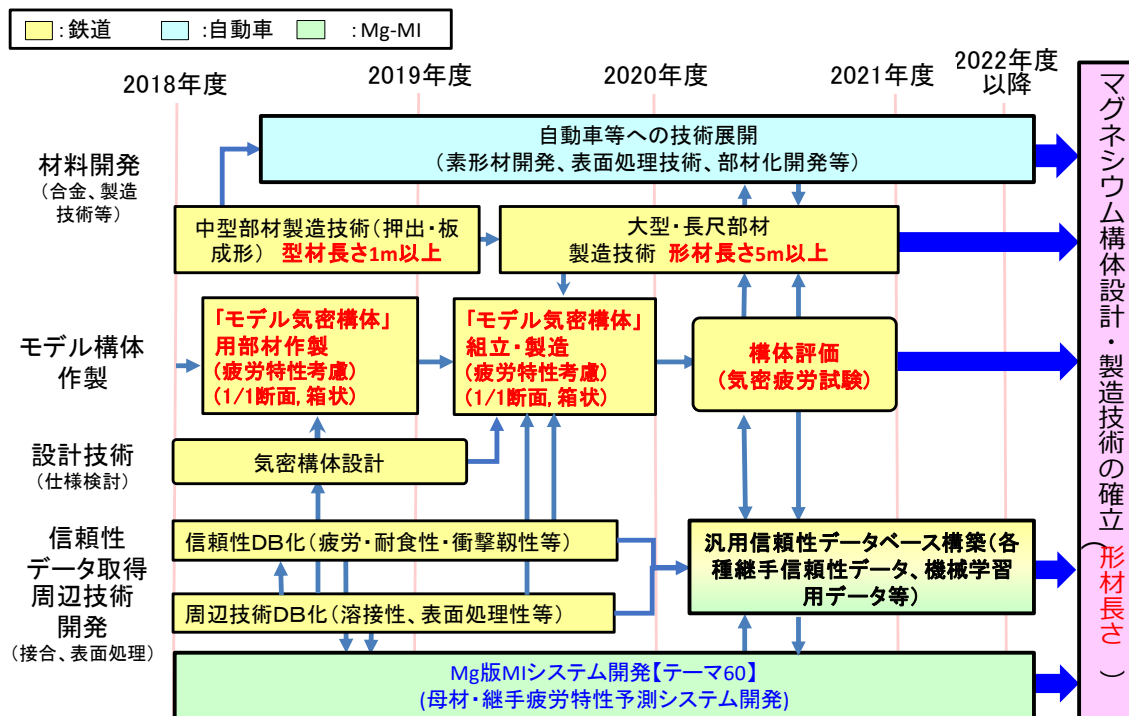 :鉄道 :自動車 :Mg-MI
2018年度
2019年度
2020年度
2021年度
2022年度
以降
材料開発
(合金、製造
技術等)
自動車等への技術展開
(素形材開発、表面処理技術、部材化開発等)
中型部材製造技術(押出・板
成形) 型材長さ1m以上
大型・長尺部材
製造技術 形材長さ5m以上
モデル構体
作製
「モデル気密構体」
用部材作製
(疲労特性考慮)
(1/1断面,箱状)
「モデル気密構体」
組立・製造
(疲労特性考慮)
(1/1断面,箱状)
構体評価
(気密疲労試験)
設計技術
(仕様検討)
気密構体設計
信頼性
データ取得
周辺技術
開発
(接合、表面処理)
信頼性DB化(疲労・耐食性・衝撃靱性等)
周辺技術DB化(溶接性、表面処理性等)
汎用信頼性データベース構築(各
種継手信頼性データ、機械学習
用データ等)
Mg版MIシステム開発【テーマ60】
(母材・継手疲労特性予測システム開発)
マグネシウム構体設計・製造技術の確立
(形材長さ )